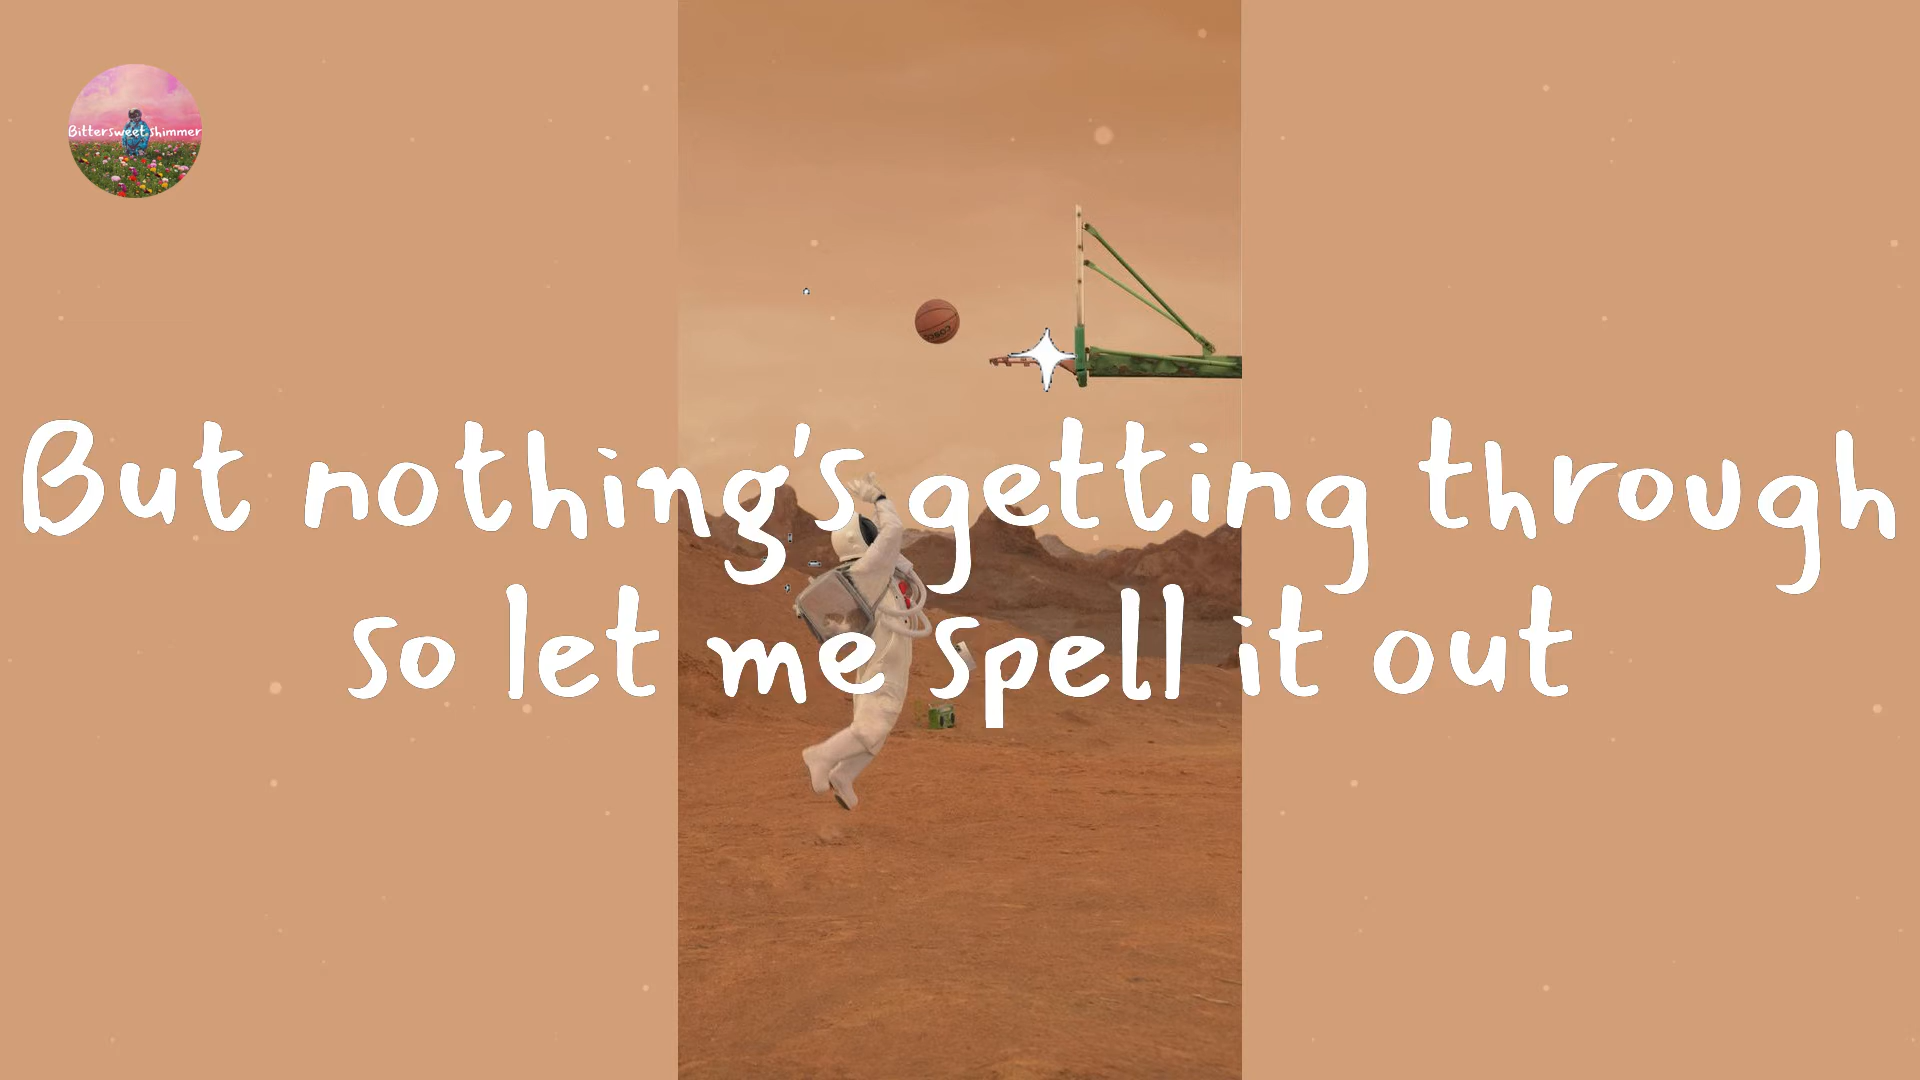 Bittersweet shimmer
But nothing's getting through
so let me spell it out